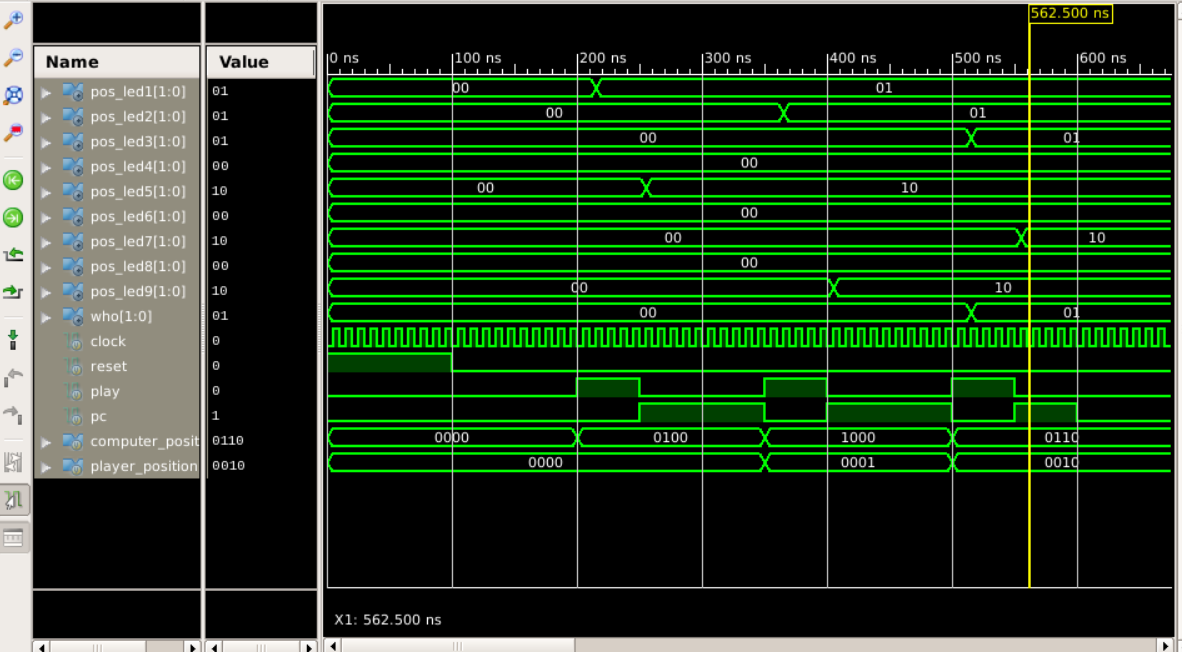 562.500 ns
Name Value 0 ns 100 ns 200 ns 300 ns 400 ns 500 ns 600 ns
pos_led1[1:0] 01 00 01
pos_led2[1:0] 01 00 01
pos_led3[1:0] 01 00 01
pos_led4[1:0] 00 00
pos_led5[1:0] 10 00 10
pos_led6[1:0] 00 00
pos_led7[1:0] 10 00 10
pos_led8[1:0] 00 00
pos_led9[1:0] 10 00 10
who[1:0] 01 00 01
clock 0
reset 0
play 0
pc 1
computer_posit 0110 0000 0100 1000 0110
player_position 0010 0000 0001 0010
X1: 562.500 ns